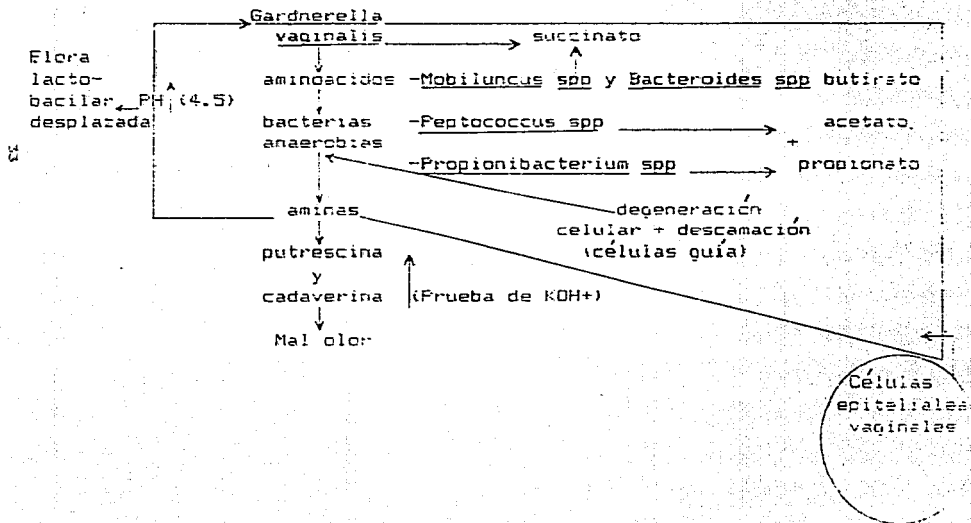 Gardnerella
vaginalis
succinato
Flora
lacto-
bacilar
desplazada
PH (4.5)
aminoacidos -Mobiluncus spp y Bacteroides spp butirato
bacterias
anaerobias
-Peptococcus spp
acetato
+
-Propionibacterium spp
propionato
33
aminas
degeneración
celular + descamación
(células guía)
putrescina
y
cadaverina
(Prueba de KOH+)
Mal olor
Células
epiteliales
vaginales